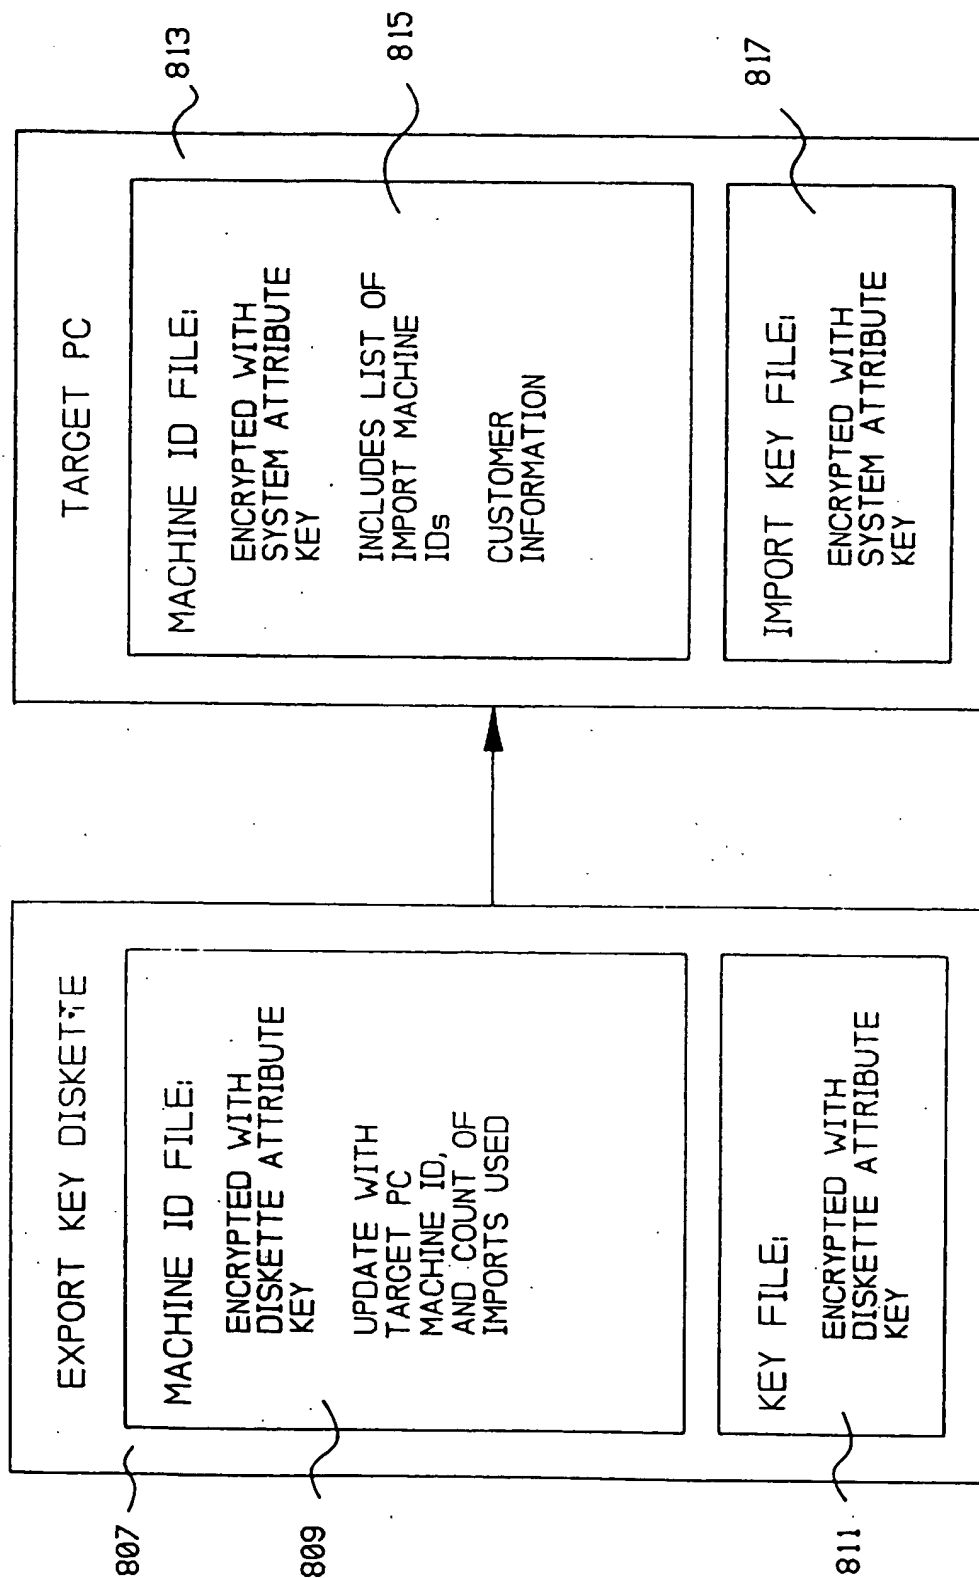 EXPORT KEY DISKETTE
807
MACHINE ID FILE:
ENCRYPTED WITH
DISKETTE ATTRIBUTE
KEY
UPDATE WITH
TARGET PC
MACHINE ID,
AND COUNT OF
IMPORTS USED
809
KEY FILE:
ENCRYPTED WITH
DISKETTE ATTRIBUTE
KEY
811
TARGET PC
813
MACHINE ID FILE:
ENCRYPTED WITH
SYSTEM ATTRIBUTE
KEY
INCLUDES LIST OF
IMPORT MACHINE
IDs
CUSTOMER
INFORMATION
815
IMPORT KEY FILE:
ENCRYPTED WITH
SYSTEM ATTRIBUTE
KEY
817